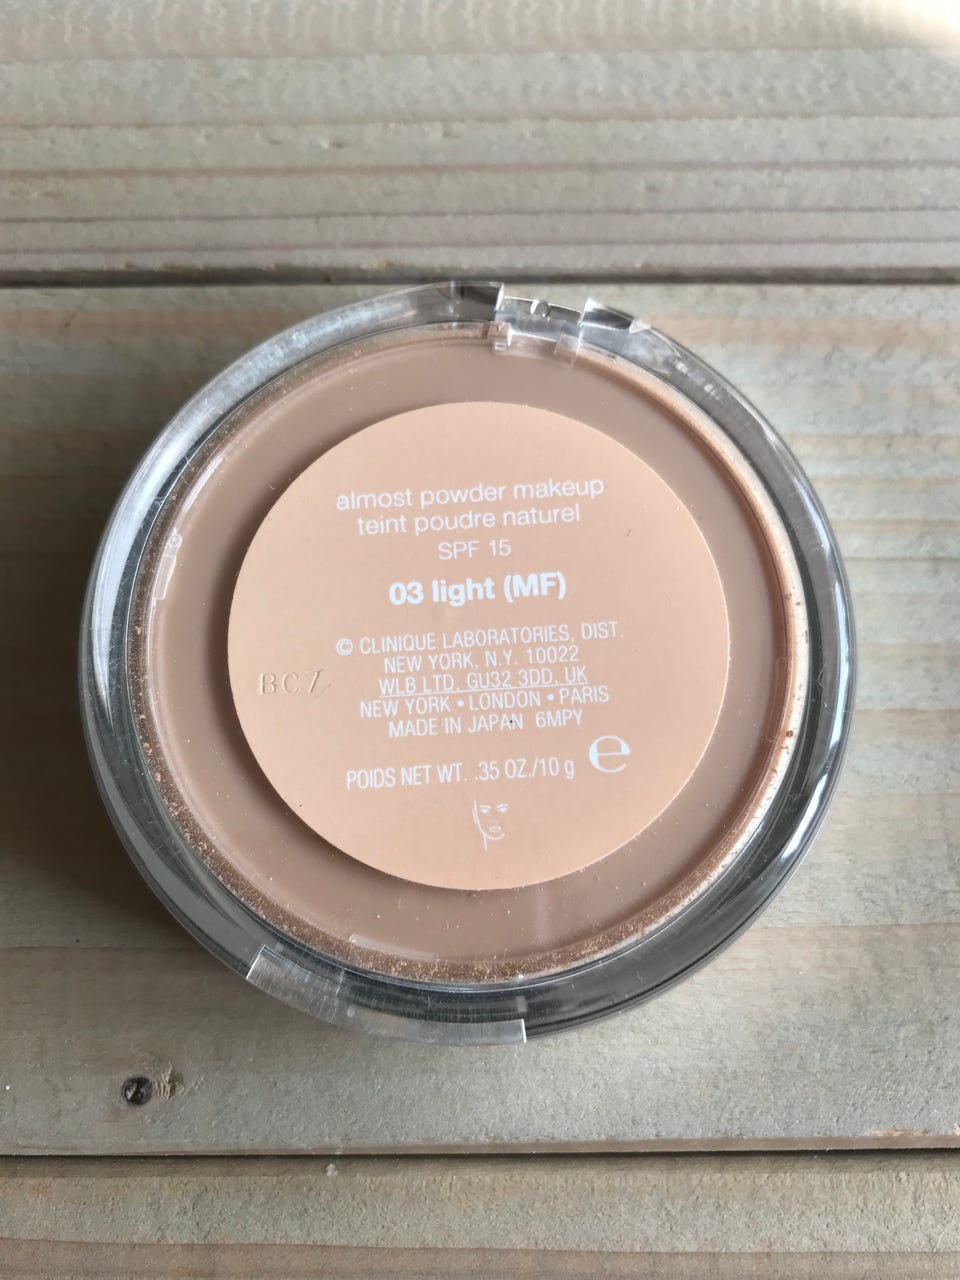 almost powder makeup
teint poudre naturel
SPF 15
03 light (MF)
© CLINIQUE LABORATORIES, DIST.
NEW YORK, N.Y. 10022
WLB LTD, GU32 3DD, UK
NEW YORK • LONDON • PARIS
MADE IN JAPAN 6MPY
BC7
POIDS NET WT. .35 OZ./10 g e